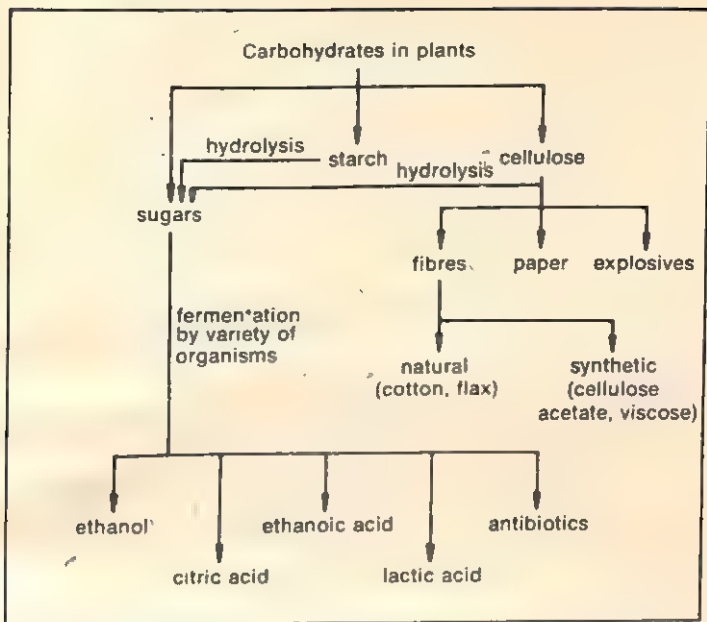 Carbohydrates in plants
hydrolysis
starch
cellulose
hydrolysis
sugars
fibres
paper
explosives
fermentation
by variety of
organisms
natural
(cotton, flax)
synthetic
(cellulose
acetate, viscose)
ethanol
ethanoic acid
antibiotics
citric acid
lactic acid